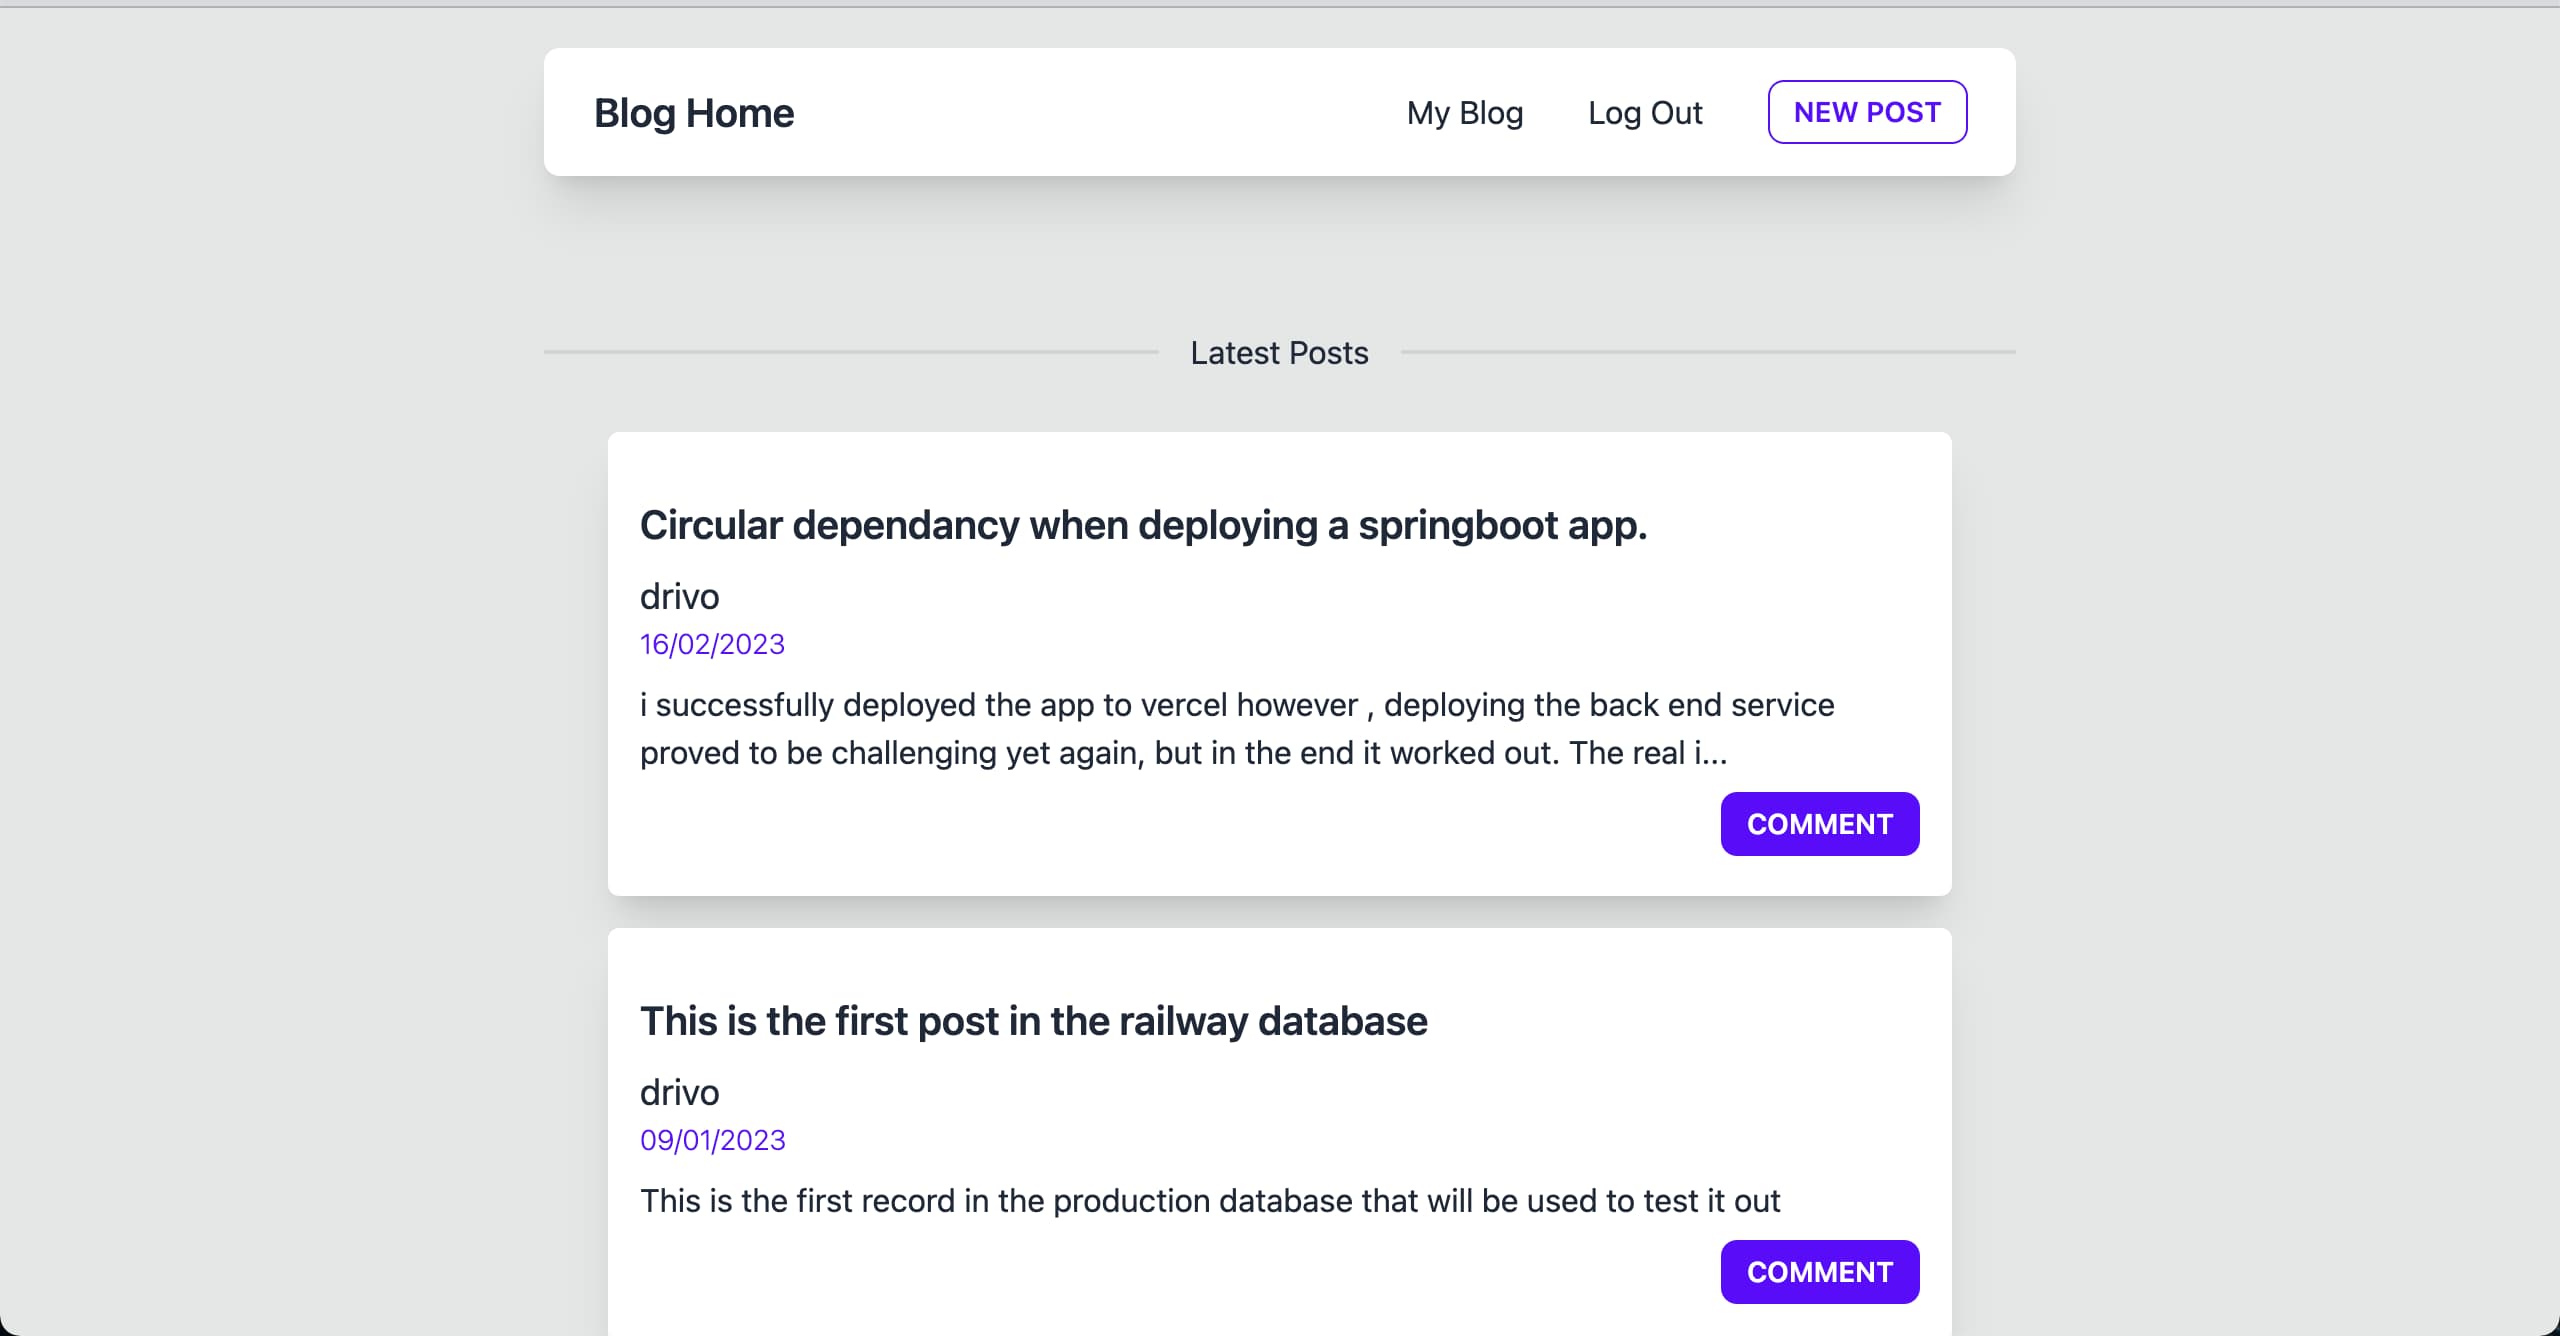 Blog Home
My Blog
Log Out
NEW POST
Latest Posts
Circular dependancy when deploying a springboot app.
drivo
16/02/2023
i successfully deployed the app to vercel however , deploying the back end service
proved to be challenging yet again, but in the end it worked out. The real i...
COMMENT
This is the first post in the railway database
drivo
09/01/2023
This is the first record in the production database that will be used to test it out
COMMENT